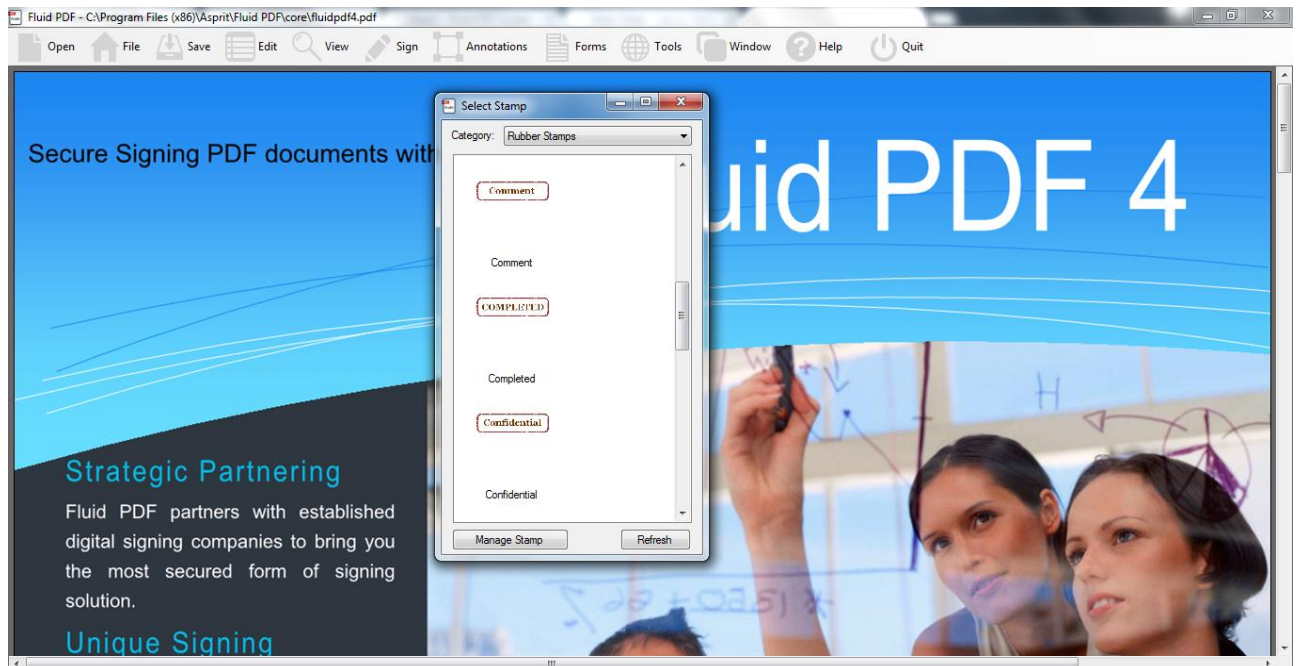 Fluid PDF - C:\Program Files (x86)\Asprit\Fluid PDF\core\fluidpdf4.pdf
Open File Save Edit View Sign Annotations Forms Tools Window Help Quit
Secure Signing PDF documents with
uid PDF 4
Select Stamp
Category: Rubber Stamps
Comment
Comment
COMPLETED
Completed
Confidential
Confidential
Manage Stamp Refresh
Strategic Partnering
Fluid PDF partners with established
digital signing companies to bring you
the most secured form of signing
solution.
Unique Signing
H